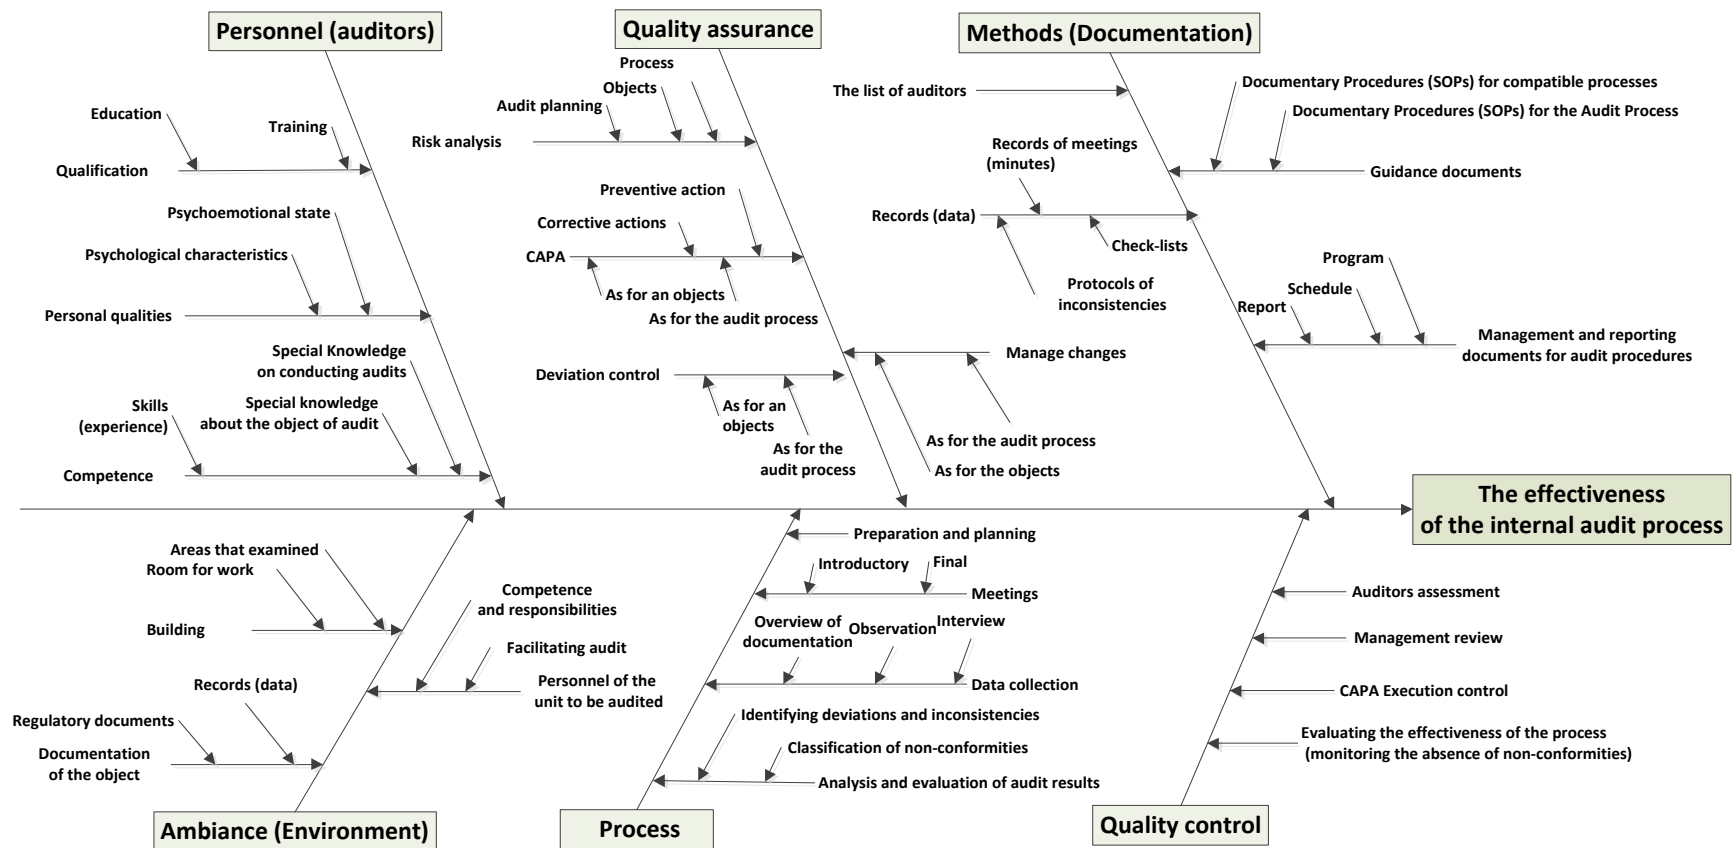 Personnel (auditors)
Education
Training
Qualification
Psychoemotional state
Psychological characteristics
Personal qualities
Special Knowledge
on conducting audits
Skills
(experience)
Special knowledge
about the object of audit
Competence
Quality assurance
Process
Objects
Audit planning
Risk analysis
Preventive action
Corrective actions
CAPA
As for an objects
As for the audit process
Manage changes
Deviation control
As for an
objects
As for the
audit process
As for the audit process
As for the objects
Methods (Documentation)
The list of auditors
Documentary Procedures (SOPs) for compatible processes
Documentary Procedures (SOPs) for the Audit Process
Guidance documents
Records of meetings
(minutes)
Records (data)
Check-lists
Protocols of
inconsistencies
Program
Schedule
Report
Management and reporting
documents for audit procedures
The effectiveness
of the internal audit process
Areas that examined
Room for work
Building
Competence
and responsibilities
Facilitating audit
Personnel of the
unit to be audited
Records (data)
Regulatory documents
Documentation
of the object
Ambiance (Environment)
Preparation and planning
Introductory
Final
Meetings
Overview of
documentation
Observation
Interview
Data collection
Identifying deviations and inconsistencies
Classification of non-conformities
Analysis and evaluation of audit results
Process
Auditors assessment
Management review
CAPA Execution control
Evaluating the effectiveness of the process
(monitoring the absence of non-conformities)
Quality control